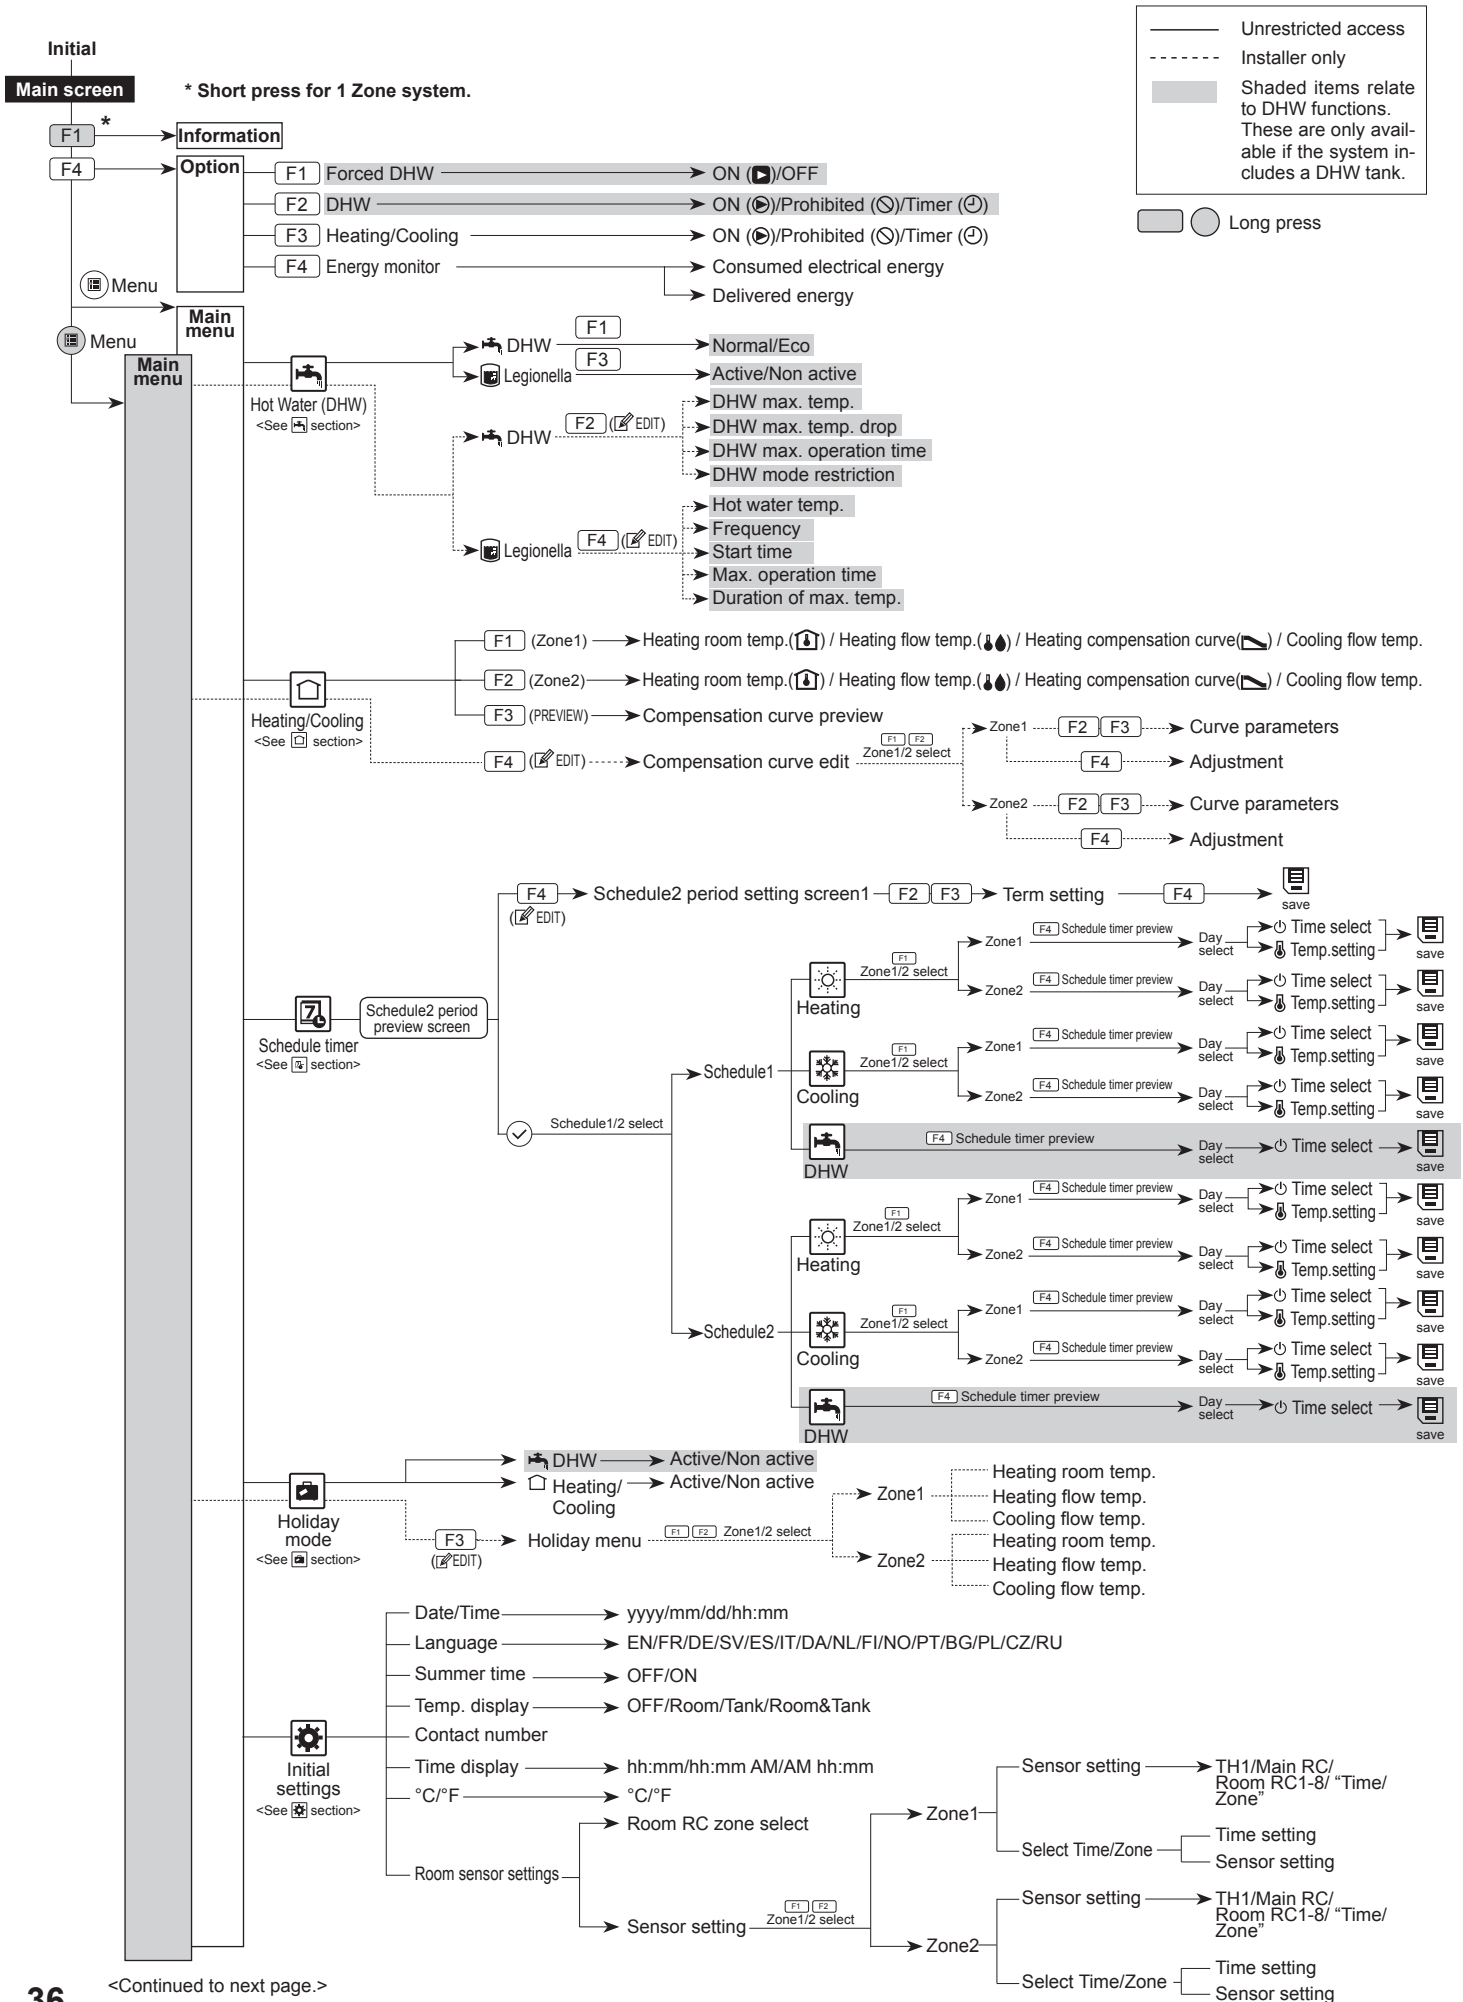 Initial
Main screen
* Short press for 1 Zone system.
Unrestricted access
Installer only
Shaded items relate
to DHW functions.
These are only avail-
able if the system in-
cludes a DHW tank.
Long press
F1 * Information
F4 Option
F1 Forced DHW ON ( )/OFF
F2 DHW ON ( )/Prohibited ( )/Timer ( )
F3 Heating/Cooling ON ( )/Prohibited ( )/Timer ( )
F4 Energy monitor Consumed electrical energy
Delivered energy
Menu
Main
menu
Menu
Main
menu
Hot Water (DHW)
<See section>
DHW F1 Normal/Eco
Legionella F3 Active/Non active
DHW F2 ( EDIT)
DHW max. temp.
DHW max. temp. drop
DHW max. operation time
DHW mode restriction
Legionella F4 ( EDIT)
Hot water temp.
Frequency
Start time
Max. operation time
Duration of max. temp.
Heating/Cooling
<See section>
F1 (Zone1) Heating room temp.( ) / Heating flow temp.( ) / Heating compensation curve( ) / Cooling flow temp.
F2 (Zone2) Heating room temp.( ) / Heating flow temp.( ) / Heating compensation curve( ) / Cooling flow temp.
F3 (PREVIEW) Compensation curve preview
F4 ( EDIT) Compensation curve edit
F1 F2
Zone1/2 select
Zone1 F2 F3 Curve parameters
F4 Adjustment
Zone2 F2 F3 Curve parameters
F4 Adjustment
7
Schedule timer
<See section>
Schedule2 period
preview screen
F4 Schedule2 period setting screen1 F2 F3 Term setting F4 save
( EDIT)
Schedule1/2 select
Schedule1
Heating
F1
Zone1/2 select
Zone1 F4 Schedule timer preview Day select Time select
Temp.setting save
Zone2 F4 Schedule timer preview Day select Time select
Temp.setting save
Cooling
F1
Zone1/2 select
Zone1 F4 Schedule timer preview Day select Time select
Temp.setting save
Zone2 F4 Schedule timer preview Day select Time select
Temp.setting save
DHW F4 Schedule timer preview Day select Time select save
Schedule2
Heating
F1
Zone1/2 select
Zone1 F4 Schedule timer preview Day select Time select
Temp.setting save
Zone2 F4 Schedule timer preview Day select Time select
Temp.setting save
Cooling
F1
Zone1/2 select
Zone1 F4 Schedule timer preview Day select Time select
Temp.setting save
Zone2 F4 Schedule timer preview Day select Time select
Temp.setting save
DHW F4 Schedule timer preview Day select Time select save
Holiday
mode
<See section>
DHW Active/Non active
Heating/
Cooling Active/Non active
F3
( EDIT)
Holiday menu F1 F2 Zone1/2 select
Zone1
Heating room temp.
Heating flow temp.
Cooling flow temp.
Zone2
Heating room temp.
Heating flow temp.
Cooling flow temp.
Initial
settings
<See section>
Date/Time yyyy/mm/dd/hh:mm
Language EN/FR/DE/SV/ES/IT/DA/NL/FI/NO/PT/BG/PL/CZ/RU
Summer time OFF/ON
Temp. display OFF/Room/Tank/Room&Tank
Contact number
Time display hh:mm/hh:mm AM/AM hh:mm
°C/°F °C/°F
Room sensor settings
Room RC zone select
Sensor setting
F1 F2
Zone1/2 select
Zone1
Sensor setting TH1/Main RC/
Room RC1-8/ “Time/
Zone”
Select Time/Zone
Time setting
Sensor setting
Zone2
Sensor setting TH1/Main RC/
Room RC1-8/ “Time/
Zone”
Select Time/Zone
Time setting
Sensor setting
<Continued to next page.>
36